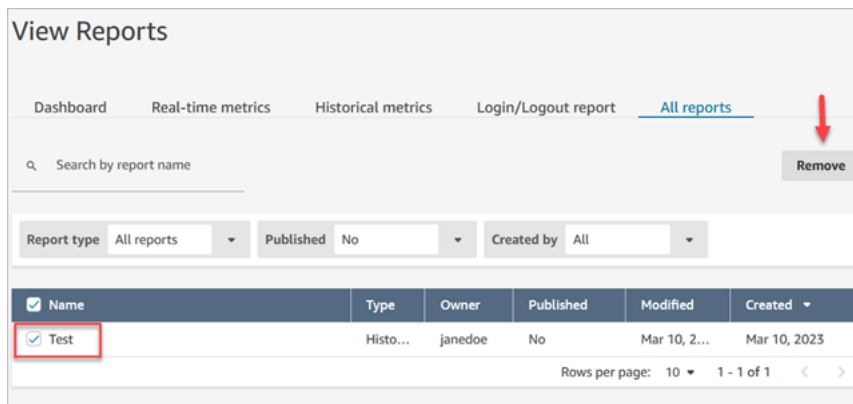 View Reports
Dashboard Real-time metrics Historical metrics Login/Logout report All reports
Search by report name
Remove
Report type All reports Published No Created by All
Name Type Owner Published Modified Created
Test Histo... janedoe No Mar 10, 2... Mar 10, 2023
Rows per page: 10 1 - 1 of 1